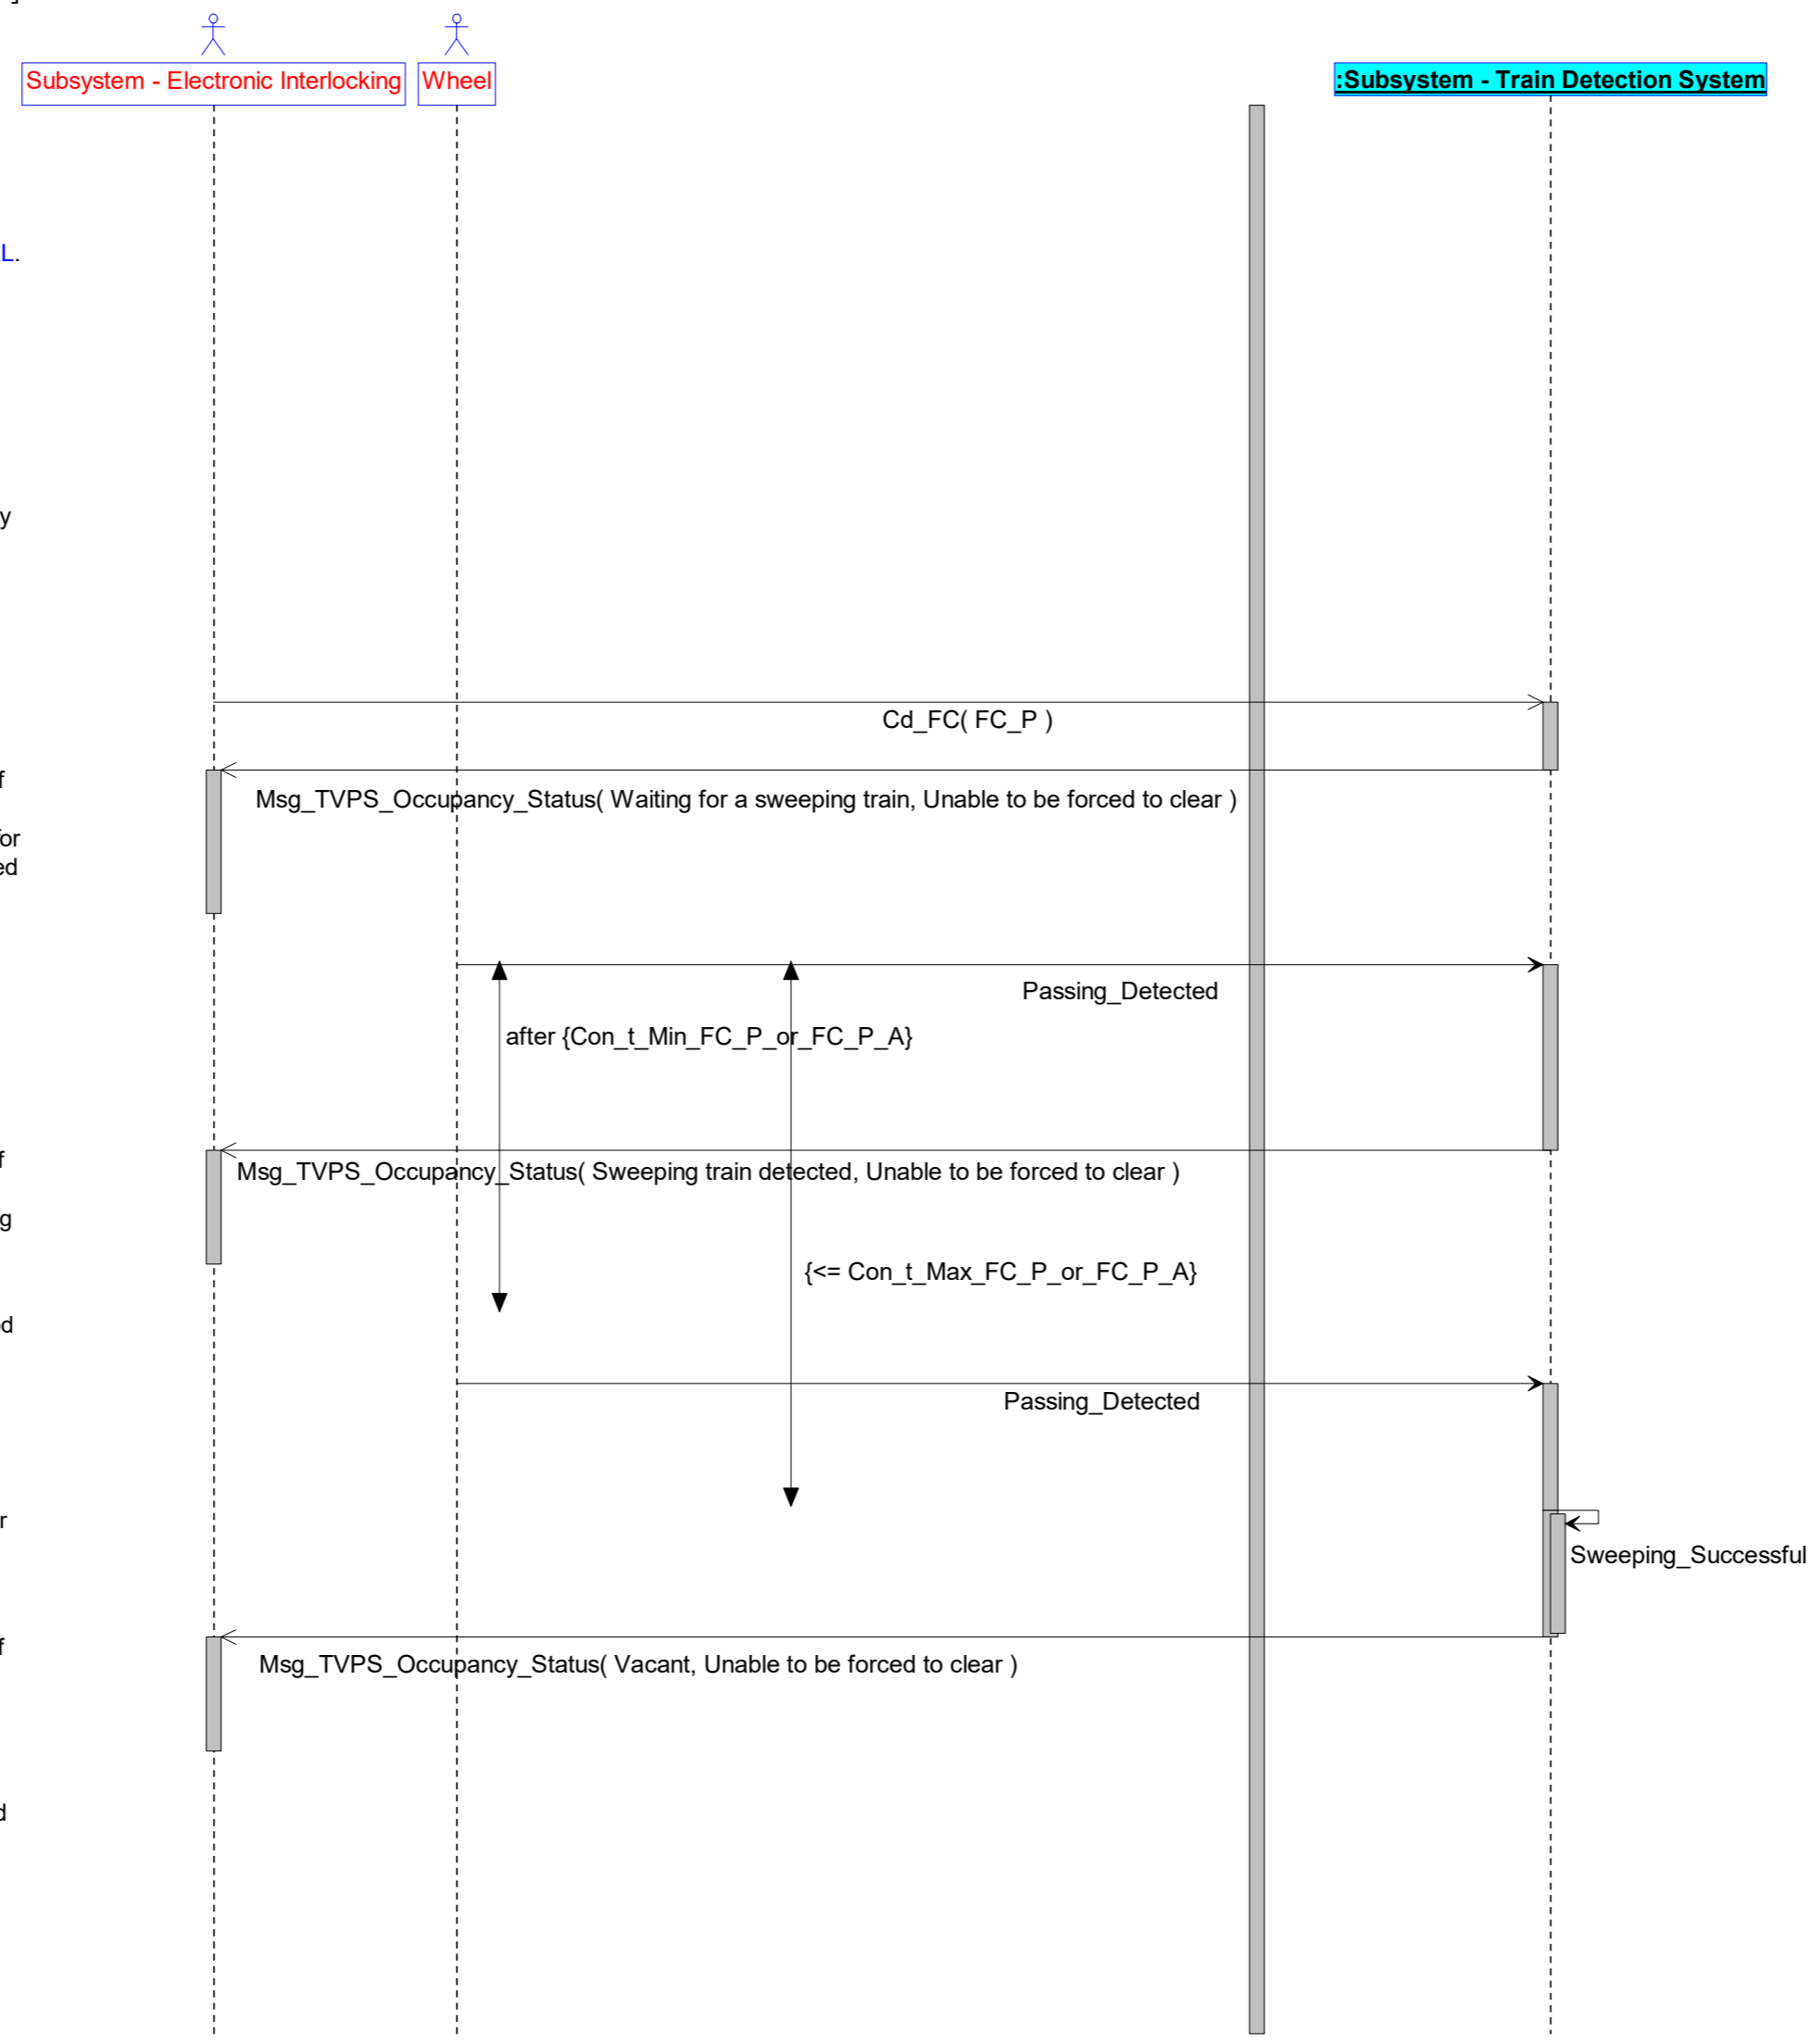 ]
Subsystem - Electronic Interlocking
Wheel
:Subsystem - Train Detection System
L.
y
Cd_FC( FC_P )
f
Msg_TVPS_Occupancy_Status( Waiting for a sweeping train, Unable to be forced to clear )
for
ed
Passing_Detected
after {Con_t_Min_FC_P_or_FC_P_A}
f
Msg_TVPS_Occupancy_Status( Sweeping train detected, Unable to be forced to clear )
g
{<= Con_t_Max_FC_P_or_FC_P_A}
d
Passing_Detected
r
Sweeping_Successful
f
Msg_TVPS_Occupancy_Status( Vacant, Unable to be forced to clear )
d